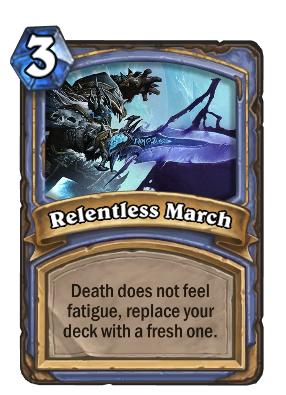 3
Relentless March
Death does not feel
fatigue, replace your
deck with a fresh one.